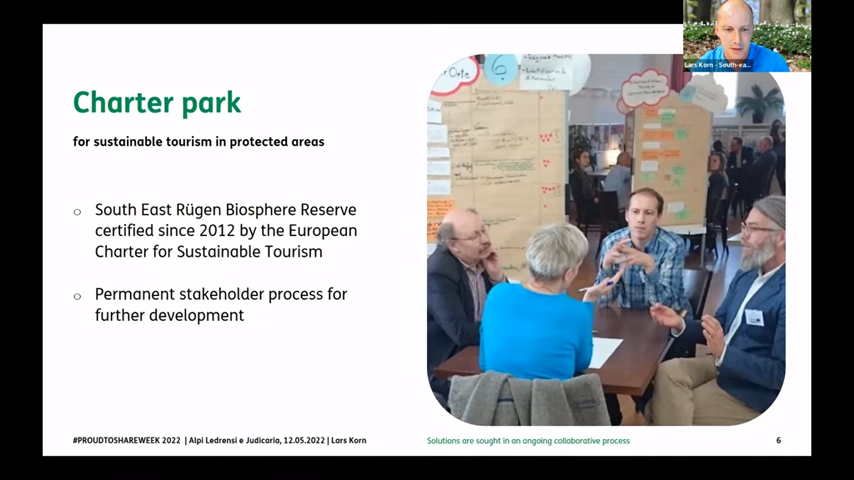 Lars Korn - South-ea...
Charter park
for sustainable tourism in protected areas
○ South East Rügen Biosphere Reserve
certified since 2012 by the European
Charter for Sustainable Tourism
○ Permanent stakeholder process for
further development
Orte
6
#PROUDTOSHAREWEEK 2022 | Alpi Ledrensi e Judicaria, 12.05.2022 | Lars Korn
Solutions are sought in an ongoing collaborative process
6